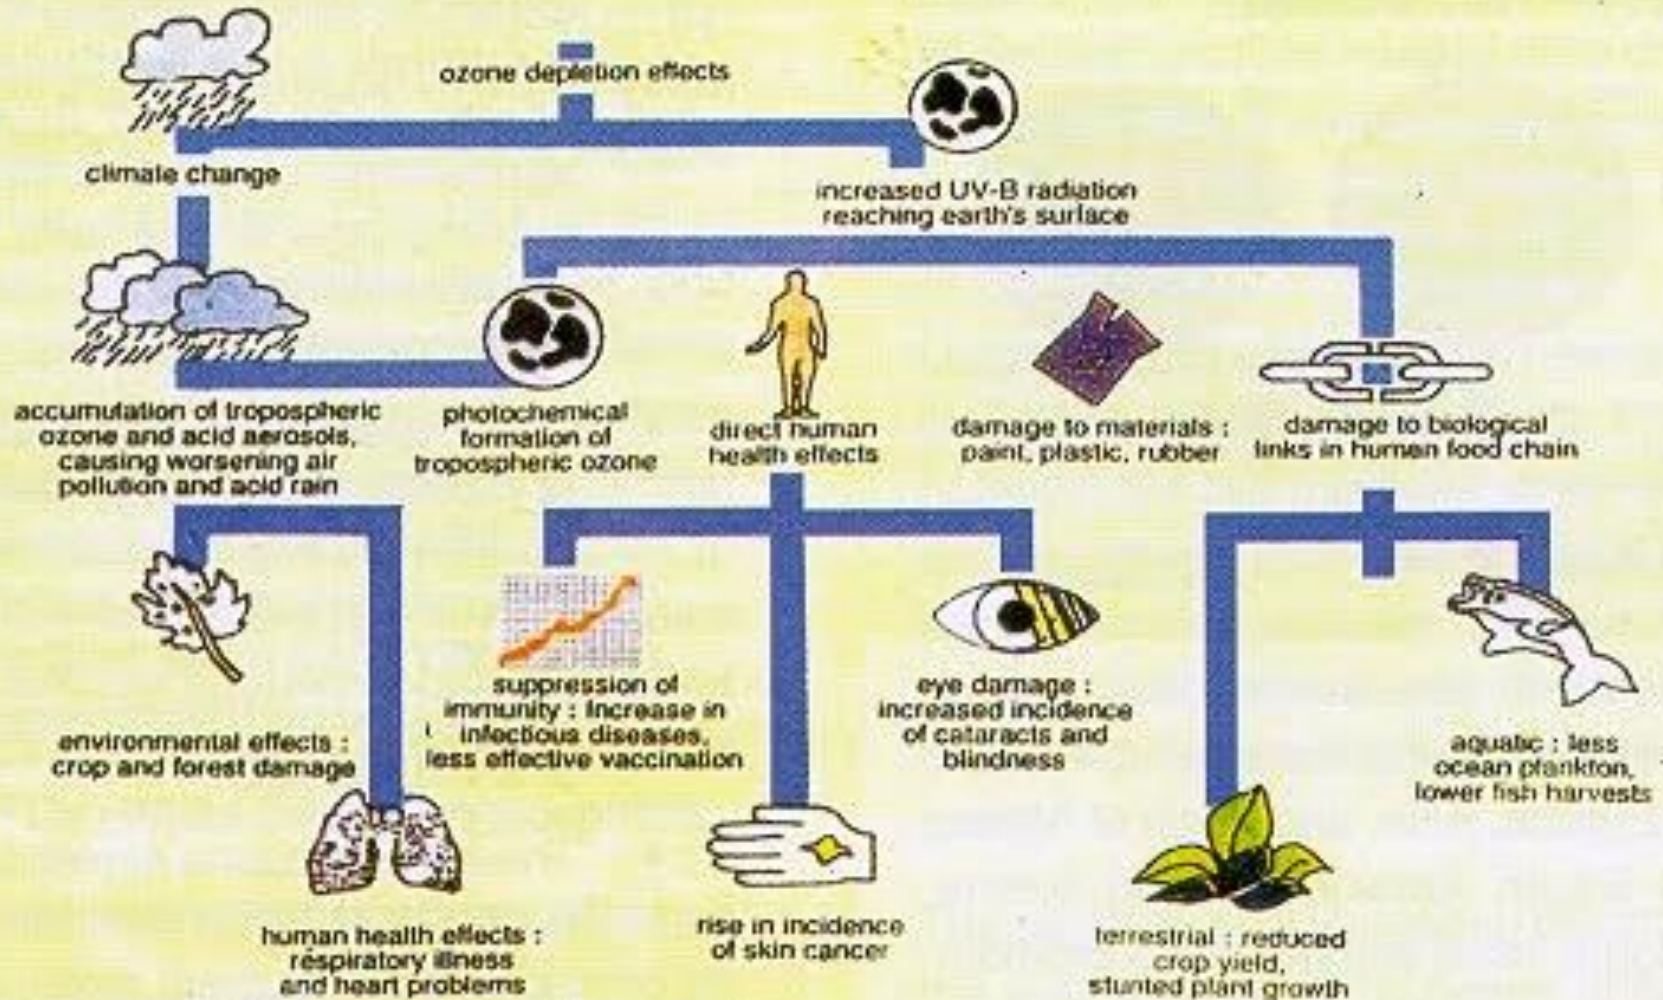 ozone depletion effects
climate change
increased UV-B radiation
reaching earth's surface
accumulation of tropospheric
ozone and acid aerosols,
causing worsening air
pollution and acid rain
photochemical
formation of
tropospheric ozone
direct human
health effects
damage to materials :
paint, plastic, rubber
damage to biological
links in human food chain
environmental effects :
crop and forest damage
suppression of
immunity : Increase in
infectious diseases,
less effective vaccination
eye damage :
increased incidence
of cataracts and
blindness
aquatic : less
ocean plankton,
lower fish harvests
human health effects :
respiratory illness
and heart problems
rise in incidence
of skin cancer
terrestrial : reduced
crop yield,
stunted plant growth